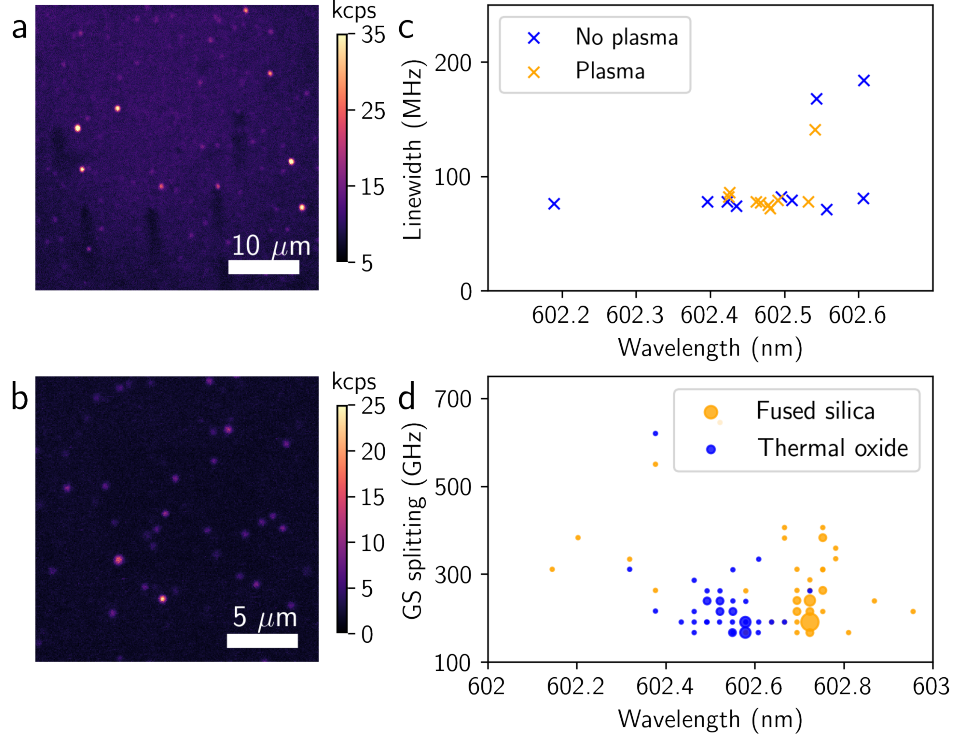 a
kcps
35
25
15
5
10 μm
c
No plasma
Plasma
Linewidth (MHz)
200
100
0
602.2 602.3 602.4 602.5 602.6
Wavelength (nm)
b
kcps
25
20
15
10
5
0
5 μm
d
Fused silica
Thermal oxide
GS splitting (GHz)
700
500
300
100
602 602.2 602.4 602.6 602.8 603
Wavelength (nm)